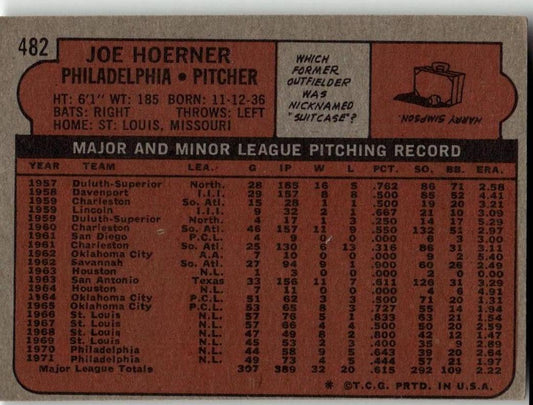 482
JOE HOERNER
PHILADELPHIA • PITCHER
HT: 6'1" WT: 185 BORN: 11-12-36
BATS: RIGHT THROWS: LEFT
HOME: ST. LOUIS, MISSOURI
WHICH
FORMER
OUTFIELDER
WAS
NICKNAMED
"SUITCASE"?
HARRY SIMPSON
MAJOR AND MINOR LEAGUE PITCHING RECORD
YEAR TEAM LEA. G IP W L PCT. SO. BB. ERA.
1957 Duluth-Superior North. 28 185 16 5 .762 86 71 2.58
1958 Davenport I.I.I. 29 157 8 8 .500 85 52 4.41
1959 Charleston So. Atl. 15 28 1 1 .500 19 20 3.21
1959 Lincoln I.I.I. 9 32 2 1 .667 21 10 3.09
1959 Duluth-Superior North. 4 17 1 3 .250 14 17 5.29
1960 Charleston So. Atl. 46 157 11 9 .550 132 51
1961 San Diego P.C.L. 4 9 0 0 .000 3.00
1961 Charleston So. Atl. 25 130 6 13 .316 86 31 3.11
1962 Oklahoma City A.A. 7 10 0 0 .000 9 2 5.40
1962 Savannah So. Atl. 27 94 9 1 .900 60 26 2.49
1963 Houston N.L. 1 3 0 0 .000 2 0 0.00
1963 San Antonio Texas 33 156 11 7 .611 126 31 3.29
1964 Houston N.L. 7 11 0 0 .000 4 6 4.91
1964 Oklahoma City P.C.L. 51 62 3 3 .500 71 20 1.31
1965 Oklahoma City P.C.L. 53 65 8 3 .727 64 20 1.94
1966 St. Louis N.L. 57 76 5 1 .833 63 21 1.54
1967 St. Louis N.L. 57 66 4 4 .500 50 20 2.59
1968 St. Louis N.L. 47 49 8 2 .800 42 12 1.47
1969 St. Louis N.L. 45 53 2 3 .400 35 9 2.89
1970 Philadelphia N.L. 44 58 9 5 .643 39 20 2.64
1971 Philadelphia N.L. 49 73 4 5 .444 57 21 1.97
Major League Totals 307 389 32 20 .615 292 109 2.22
* ©T.C.G. PRTD. IN U.S.A.